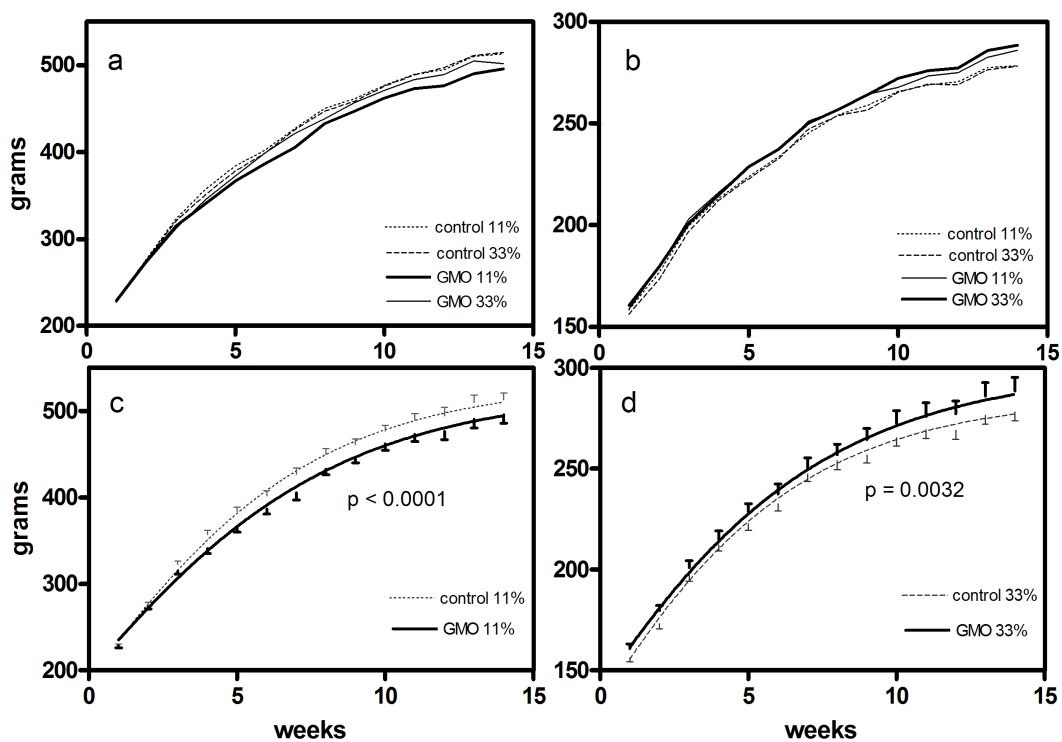 a
500
400
300
200
grams
0
5
10
15
control 11%
control 33%
GMO 11%
GMO 33%
b
300
250
200
150
0
5
10
15
control 11%
control 33%
GMO 11%
GMO 33%
c
500
400
300
200
grams
0
5
10
15
weeks
p < 0.0001
control 11%
GMO 11%
d
300
250
200
150
0
5
10
15
weeks
p = 0.0032
control 33%
GMO 33%